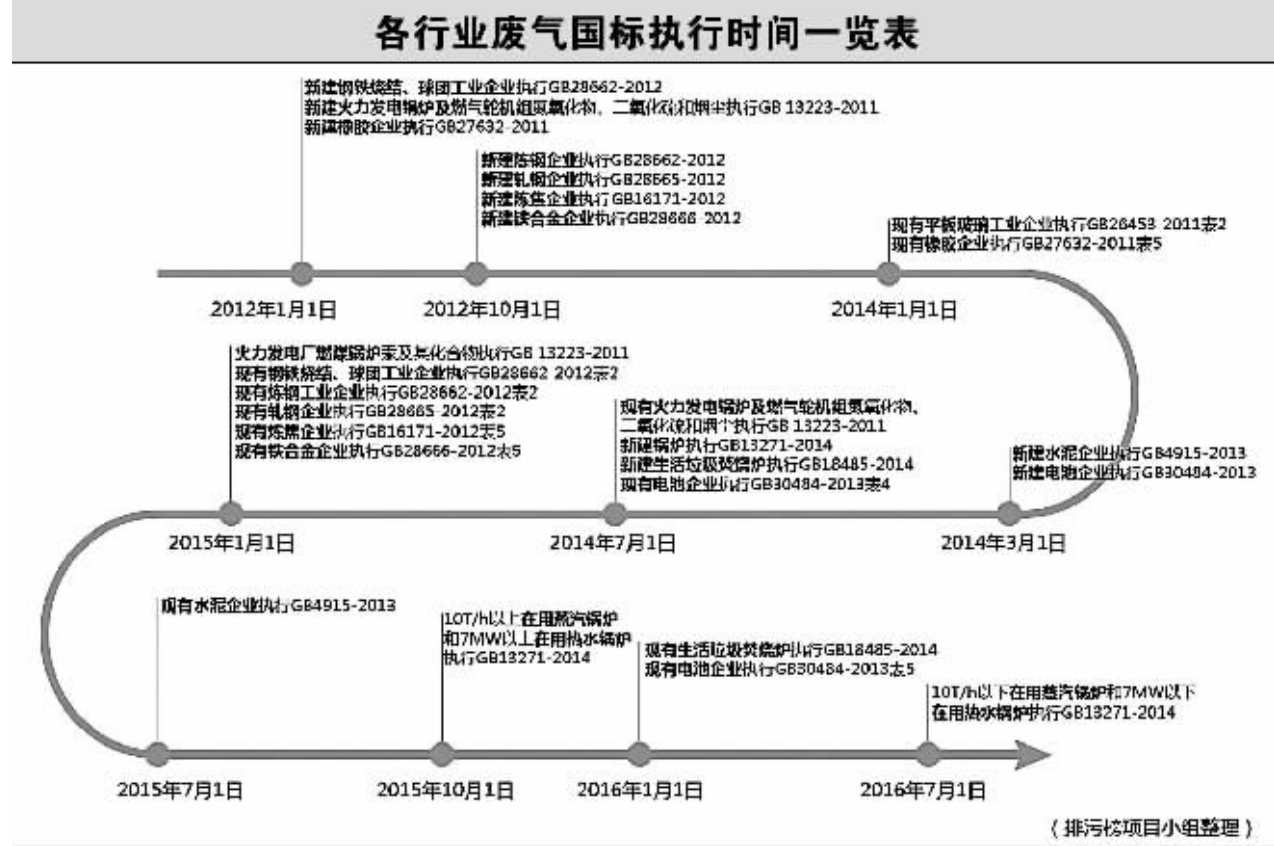 各行业废气国标执行时间一览表
新建钢铁烧结、球团工业企业执行GB28662-2012
新建火力发电锅炉及燃气轮机组氮氧化物、二氧化硫和烟尘执行GB 13223-2011
新建橡胶企业执行GB27632-2011
新建炼钢企业执行GB28662-2012
新建轧钢企业执行GB28665-2012
新建炼焦企业执行GB16171-2012
新建铁合金企业执行GB28666-2012
现有平板玻璃工业企业执行GB26453-2011表2
现有橡胶企业执行GB27632-2011表5
2012年1月1日
2012年10月1日
2014年1月1日
火力发电厂燃煤锅炉汞及其化合物执行GB 13223-2011
现有钢铁烧结、球团工业企业执行GB28662-2012表2
现有炼钢工业企业执行GB28662-2012表2
现有轧钢企业执行GB28665-2012表2
现有炼焦企业执行GB16171-2012表5
现有铁合金企业执行GB28666-2012表5
现有火力发电锅炉及燃气轮机组氮氧化物、
二氧化硫和烟尘执行GB 13223-2011
新建锅炉执行GB13271-2014
新建生活垃圾焚烧炉执行GB18485-2014
现有电池企业执行GB30484-2013表4
新建水泥企业执行GB4915-2013
新建电池企业执行GB30484-2013
2015年1月1日
2014年7月1日
2014年3月1日
现有水泥企业执行GB4915-2013
10T/h以上在用蒸汽锅炉
和7MW以上在用热水锅炉
执行GB13271-2014
现有生活垃圾焚烧炉执行GB18485-2014
现有电池企业执行GB30484-2013表5
10T/h以下在用蒸汽锅炉和7MW以下
在用热水锅炉执行GB13271-2014
2015年7月1日
2015年10月1日
2016年1月1日
2016年7月1日
（排污榜项目小组整理）